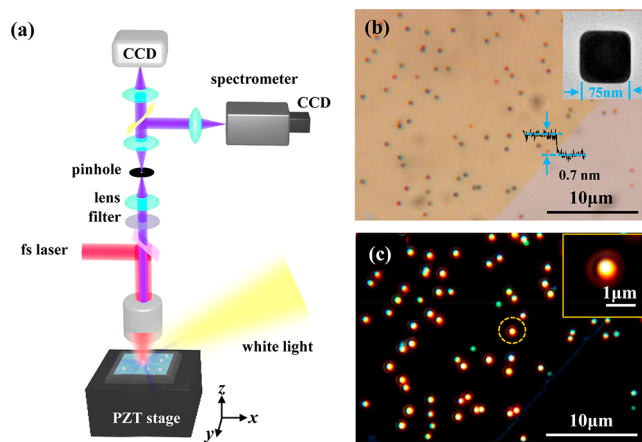 (a)
CCD
spectrometer
CCD
pinhole
lens
filter
fs laser
white light
PZT stage
z
x
y
(b)
75nm
0.7 nm
10μm
(c)
1μm
10μm